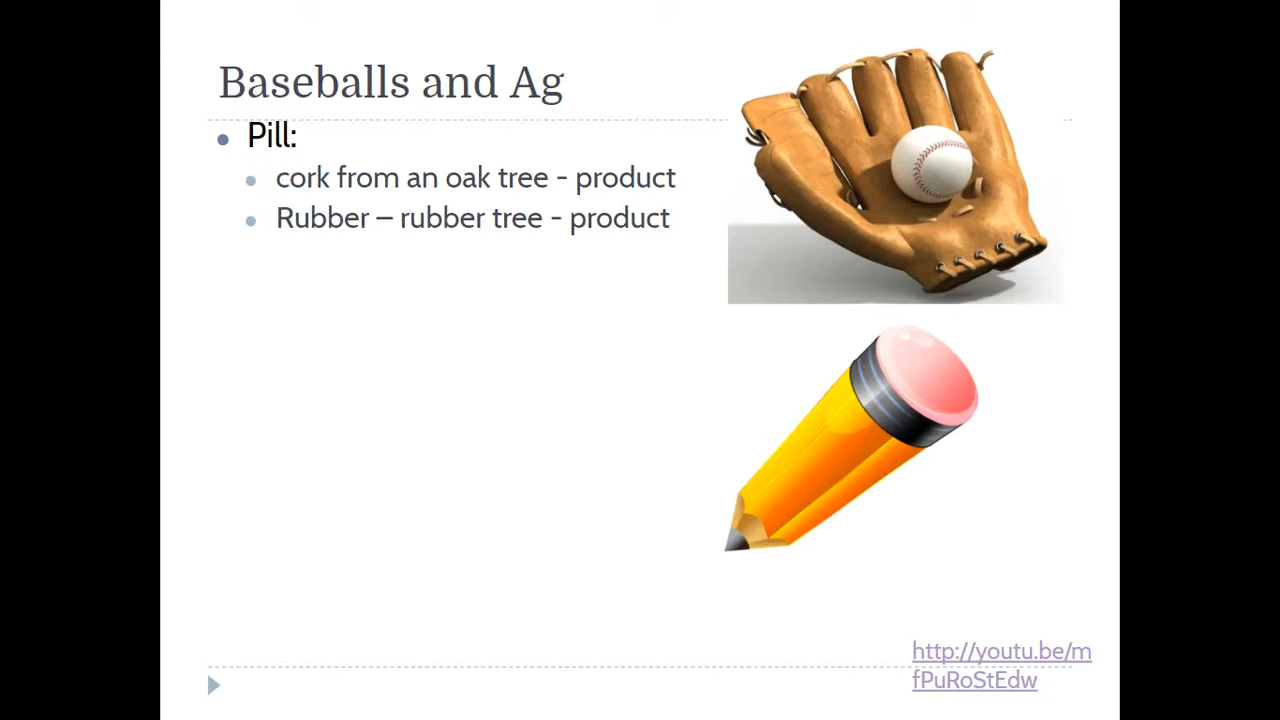 Baseballs and Ag
Pill:
cork from an oak tree - product
Rubber – rubber tree - product
http://youtu.be/m
fPuRoStEdw